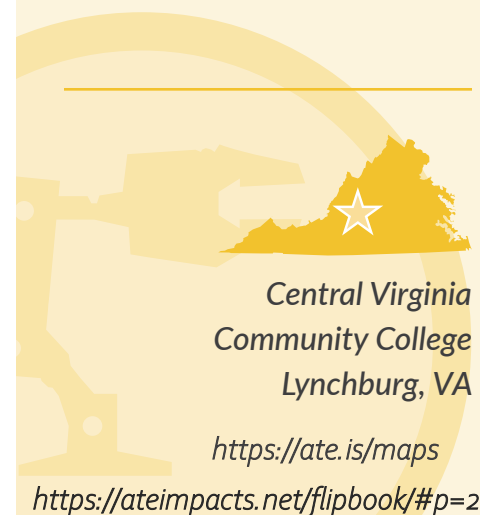 Central Virginia
Community College
Lynchburg, VA
https://ate.is/maps
https://ateimpacts.net/flipbook/#p=2